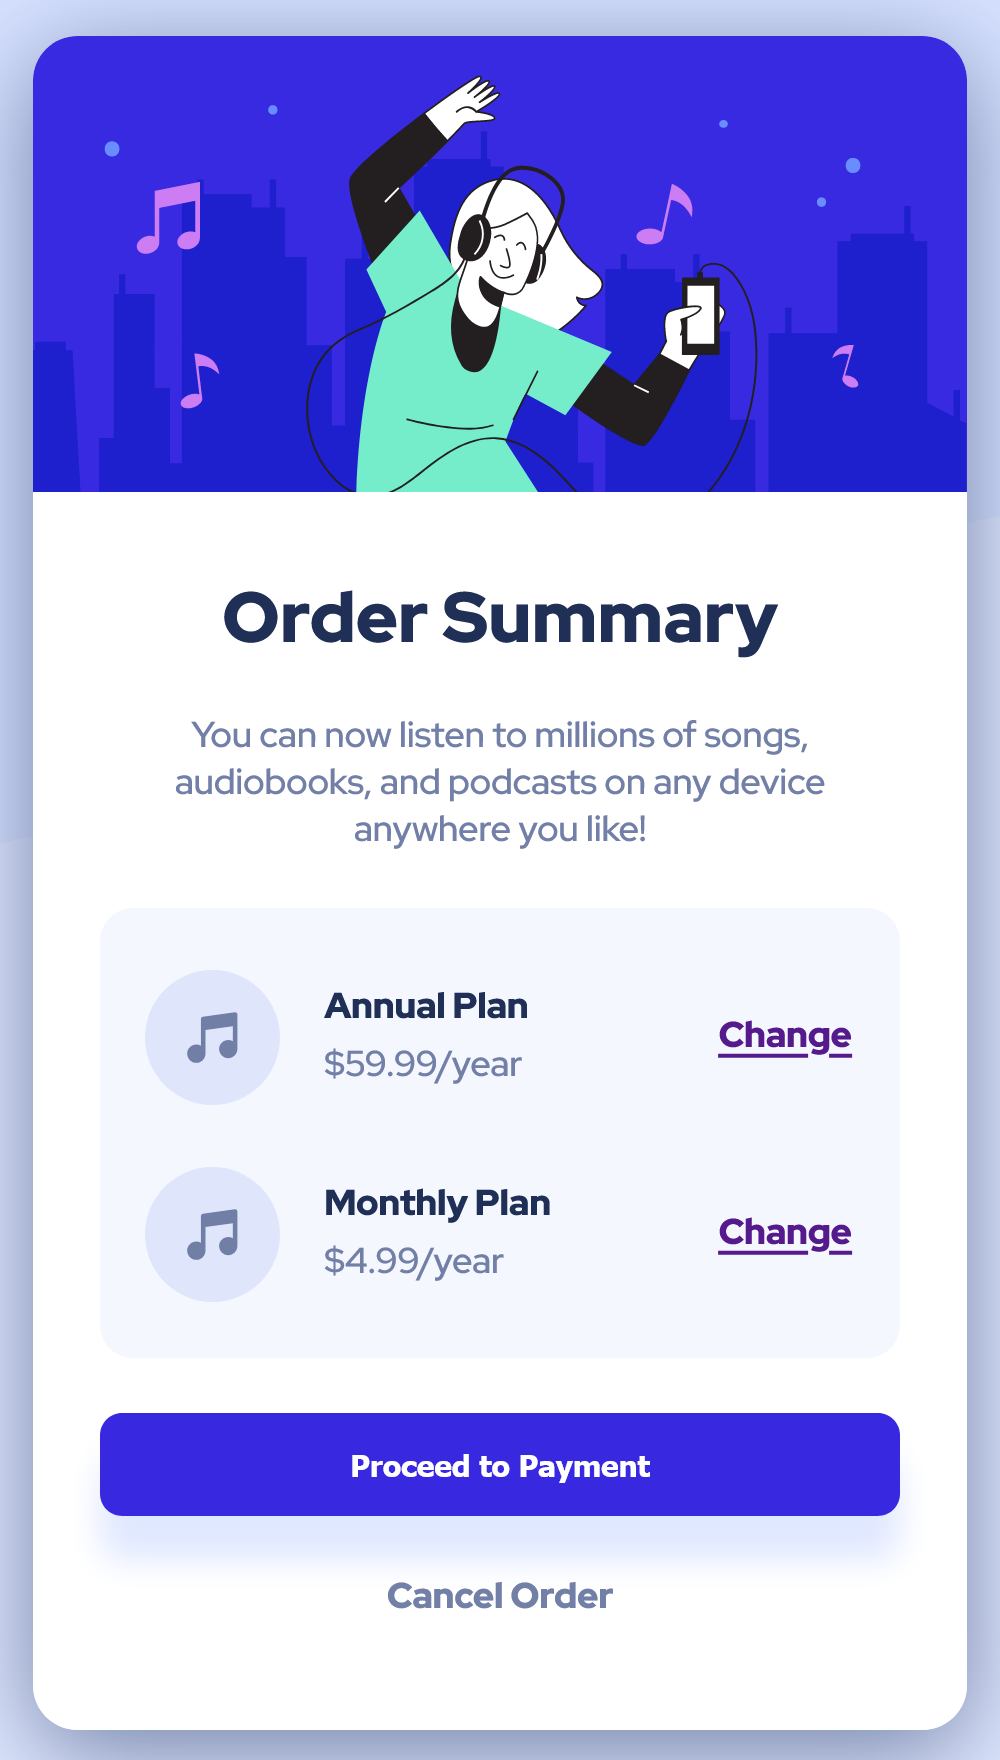 Order Summary
You can now listen to millions of songs,
audiobooks, and podcasts on any device
anywhere you like!
Annual Plan
$59.99/year
Change
Monthly Plan
$4.99/year
Change
Proceed to Payment
Cancel Order